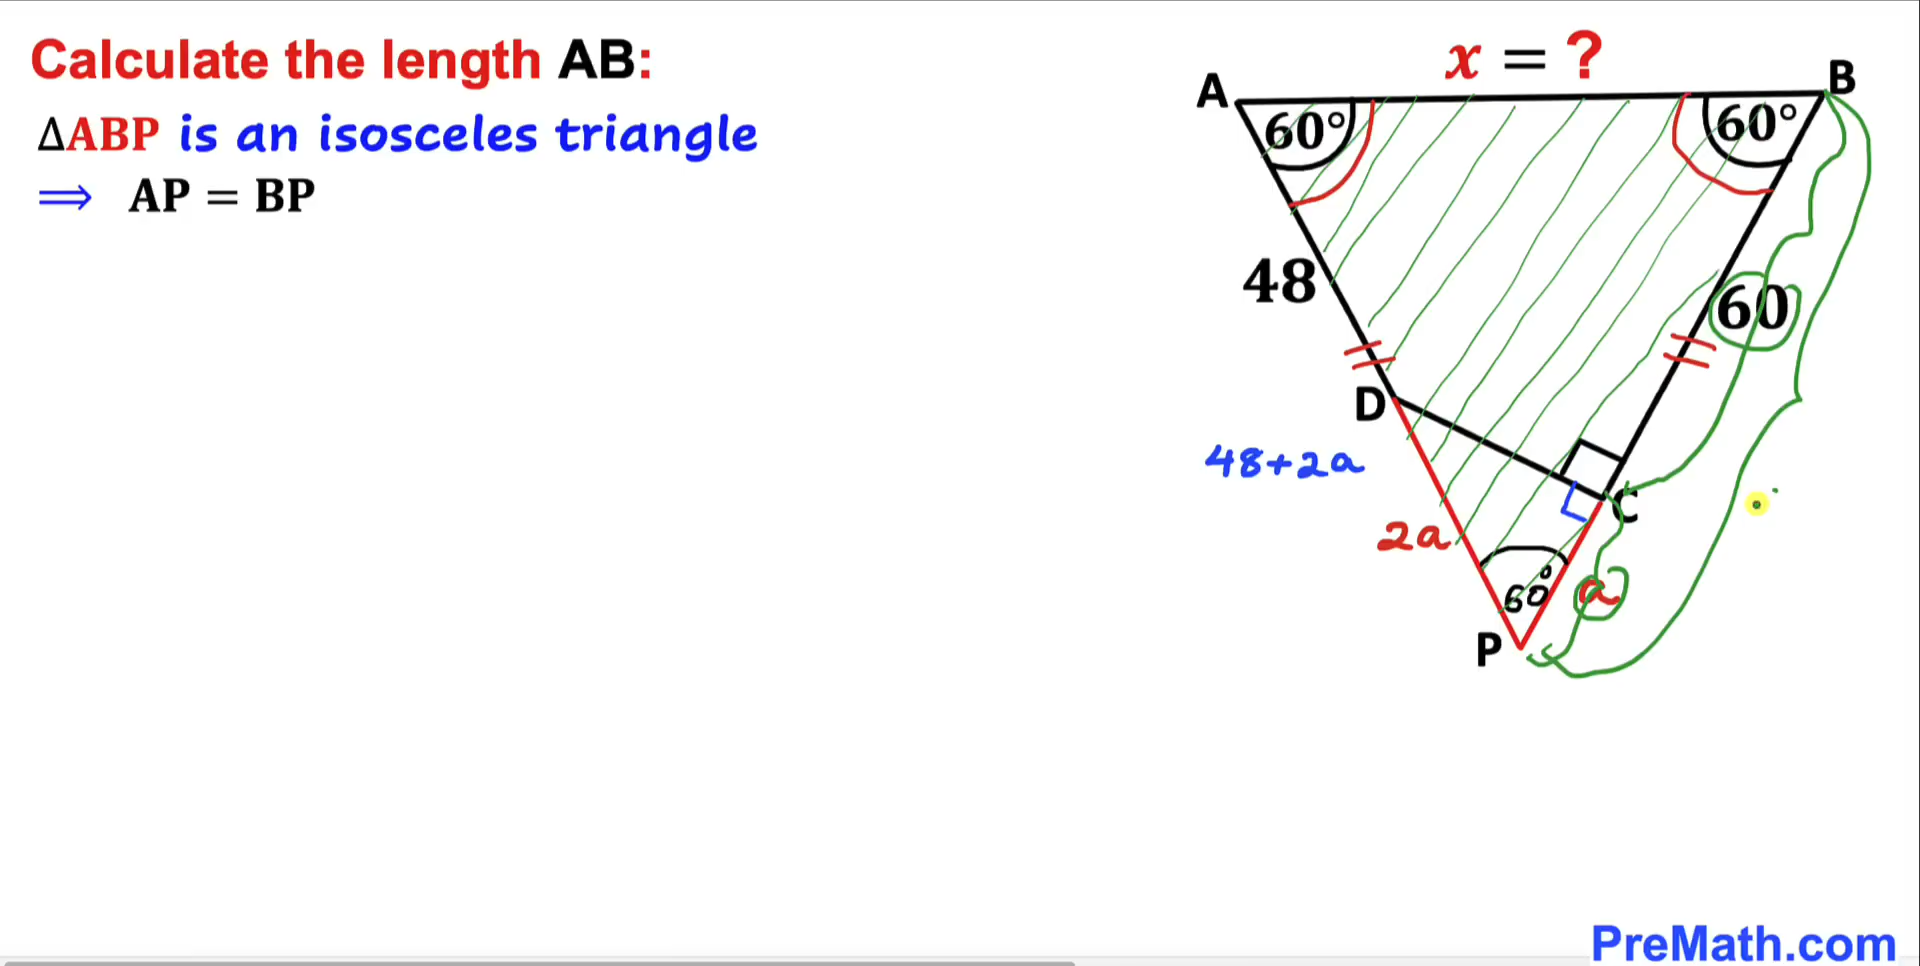 Calculate the length AB:
x = ?
ΔABP is an isosceles triangle
⟹ AP = BP
A
B
60°
60°
48
60
D
48+2a
C
2a
a
60°
P
PreMath.com